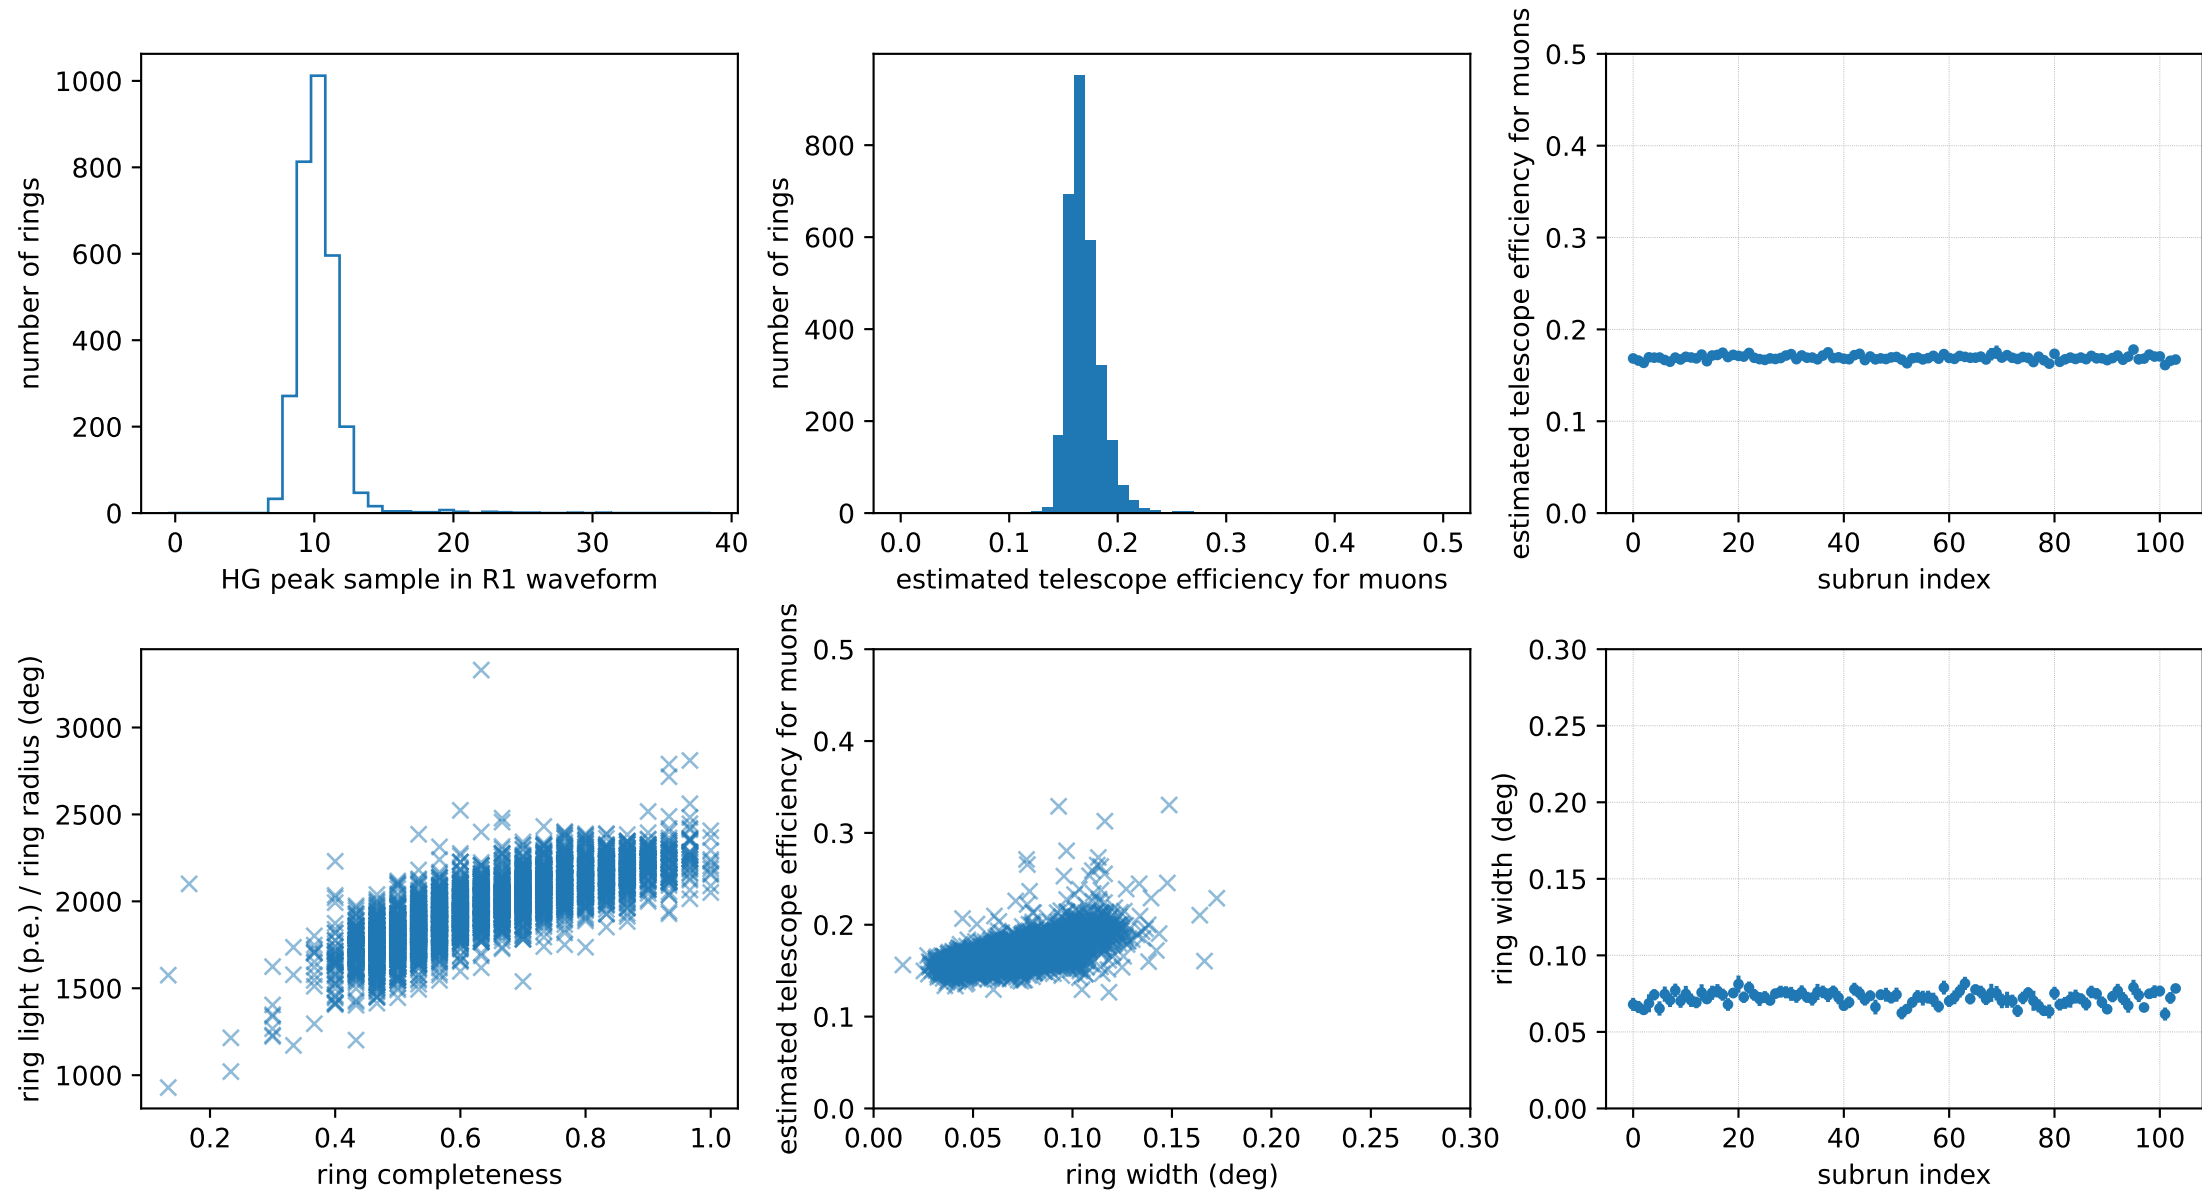 number of rings
1000
800
600
400
200
0
0 10 20 30 40
HG peak sample in R1 waveform
number of rings
800
600
400
200
0
0.0 0.1 0.2 0.3 0.4 0.5
estimated telescope efficiency for muons
estimated telescope efficiency for muons
0.5
0.4
0.3
0.2
0.1
0.0
0 20 40 60 80 100
subrun index
ring light (p.e.) / ring radius (deg)
3000
2500
2000
1500
1000
0.2 0.4 0.6 0.8 1.0
ring completeness
estimated telescope efficiency for muons
0.5
0.4
0.3
0.2
0.1
0.0
0.00 0.05 0.10 0.15 0.20 0.25 0.30
ring width (deg)
ring width (deg)
0.30
0.25
0.20
0.15
0.10
0.05
0.00
0 20 40 60 80 100
subrun index